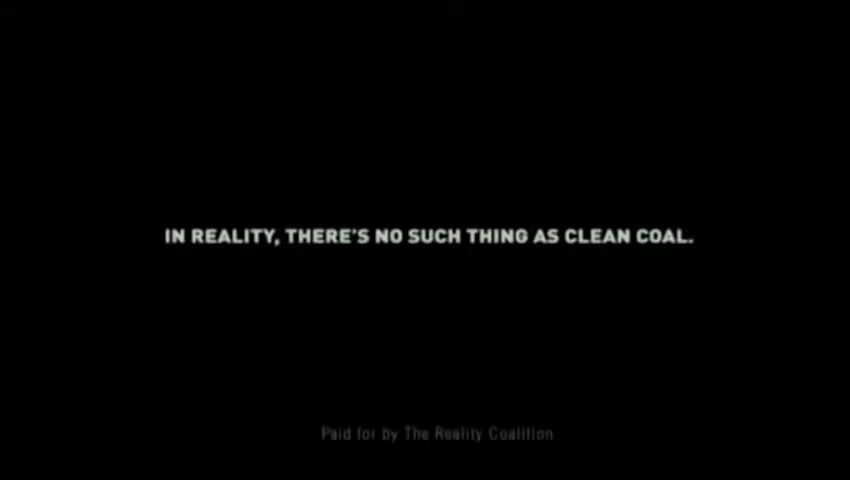 IN REALITY, THERE'S NO SUCH THING AS CLEAN COAL.
Paid for by The Reality Coalition